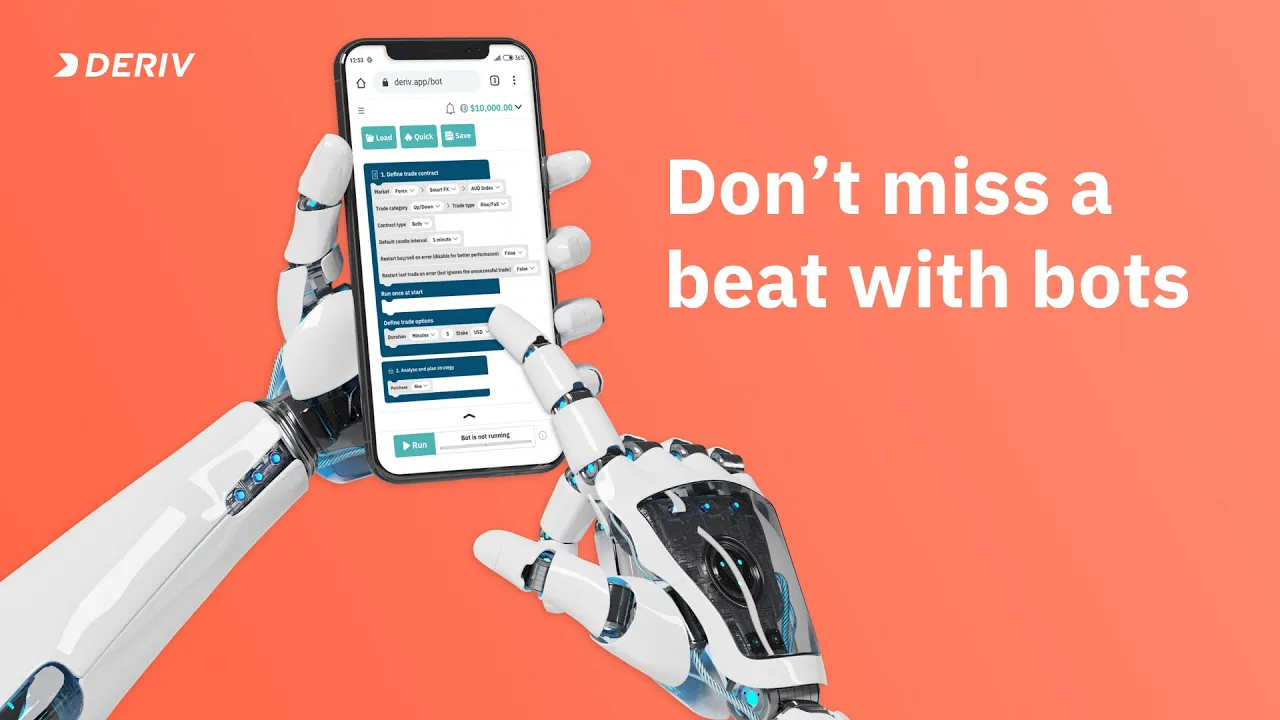 DERIV
12:53
36%
deriv.app/bot
3
$10,000.00
Load
Quick
Save
1. Define trade contract
Market Forex > Smart FX > AUD Index
Trade category Up/Down > Trade type Rise/Fall
Contract type Both
Default candle interval 1 minute
Restart buy/sell on error (disable for better performance) False
Restart last trade on error (but ignores the unsuccessful trade) False
Run once at start
Define trade options
Duration Minutes 5 Stake USD
2. Analyse and plan strategy
Purchase Rise
Run
Bot is not running
Don’t miss a
beat with bots